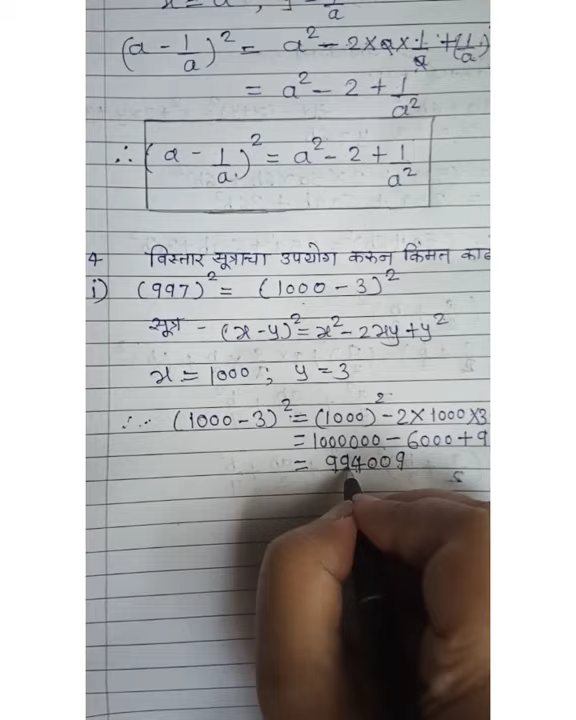 (a - 1/a)² = a² - 2×a×1/a + (1/a)
= a² - 2 + 1/a²
∴ (a - 1/a)² = a² - 2 + 1/a²
4 विस्तार सूत्राचा उपयोग करुन किंमत
i) (997)² = (1000 - 3)²
सूत्र - (x - y)² = x² - 2xy + y²
x = 1000 ; y = 3
∴ (1000 - 3)² = (1000)² - 2×1000×3
= 1000000 - 6000 + 9
= 994009